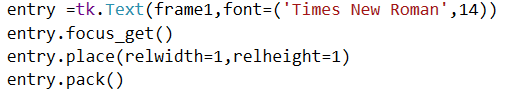 entry =tk.Text(frame1,font=('Times New Roman',14))
entry.focus_get()
entry.place(relwidth=1,relheight=1)
entry.pack()